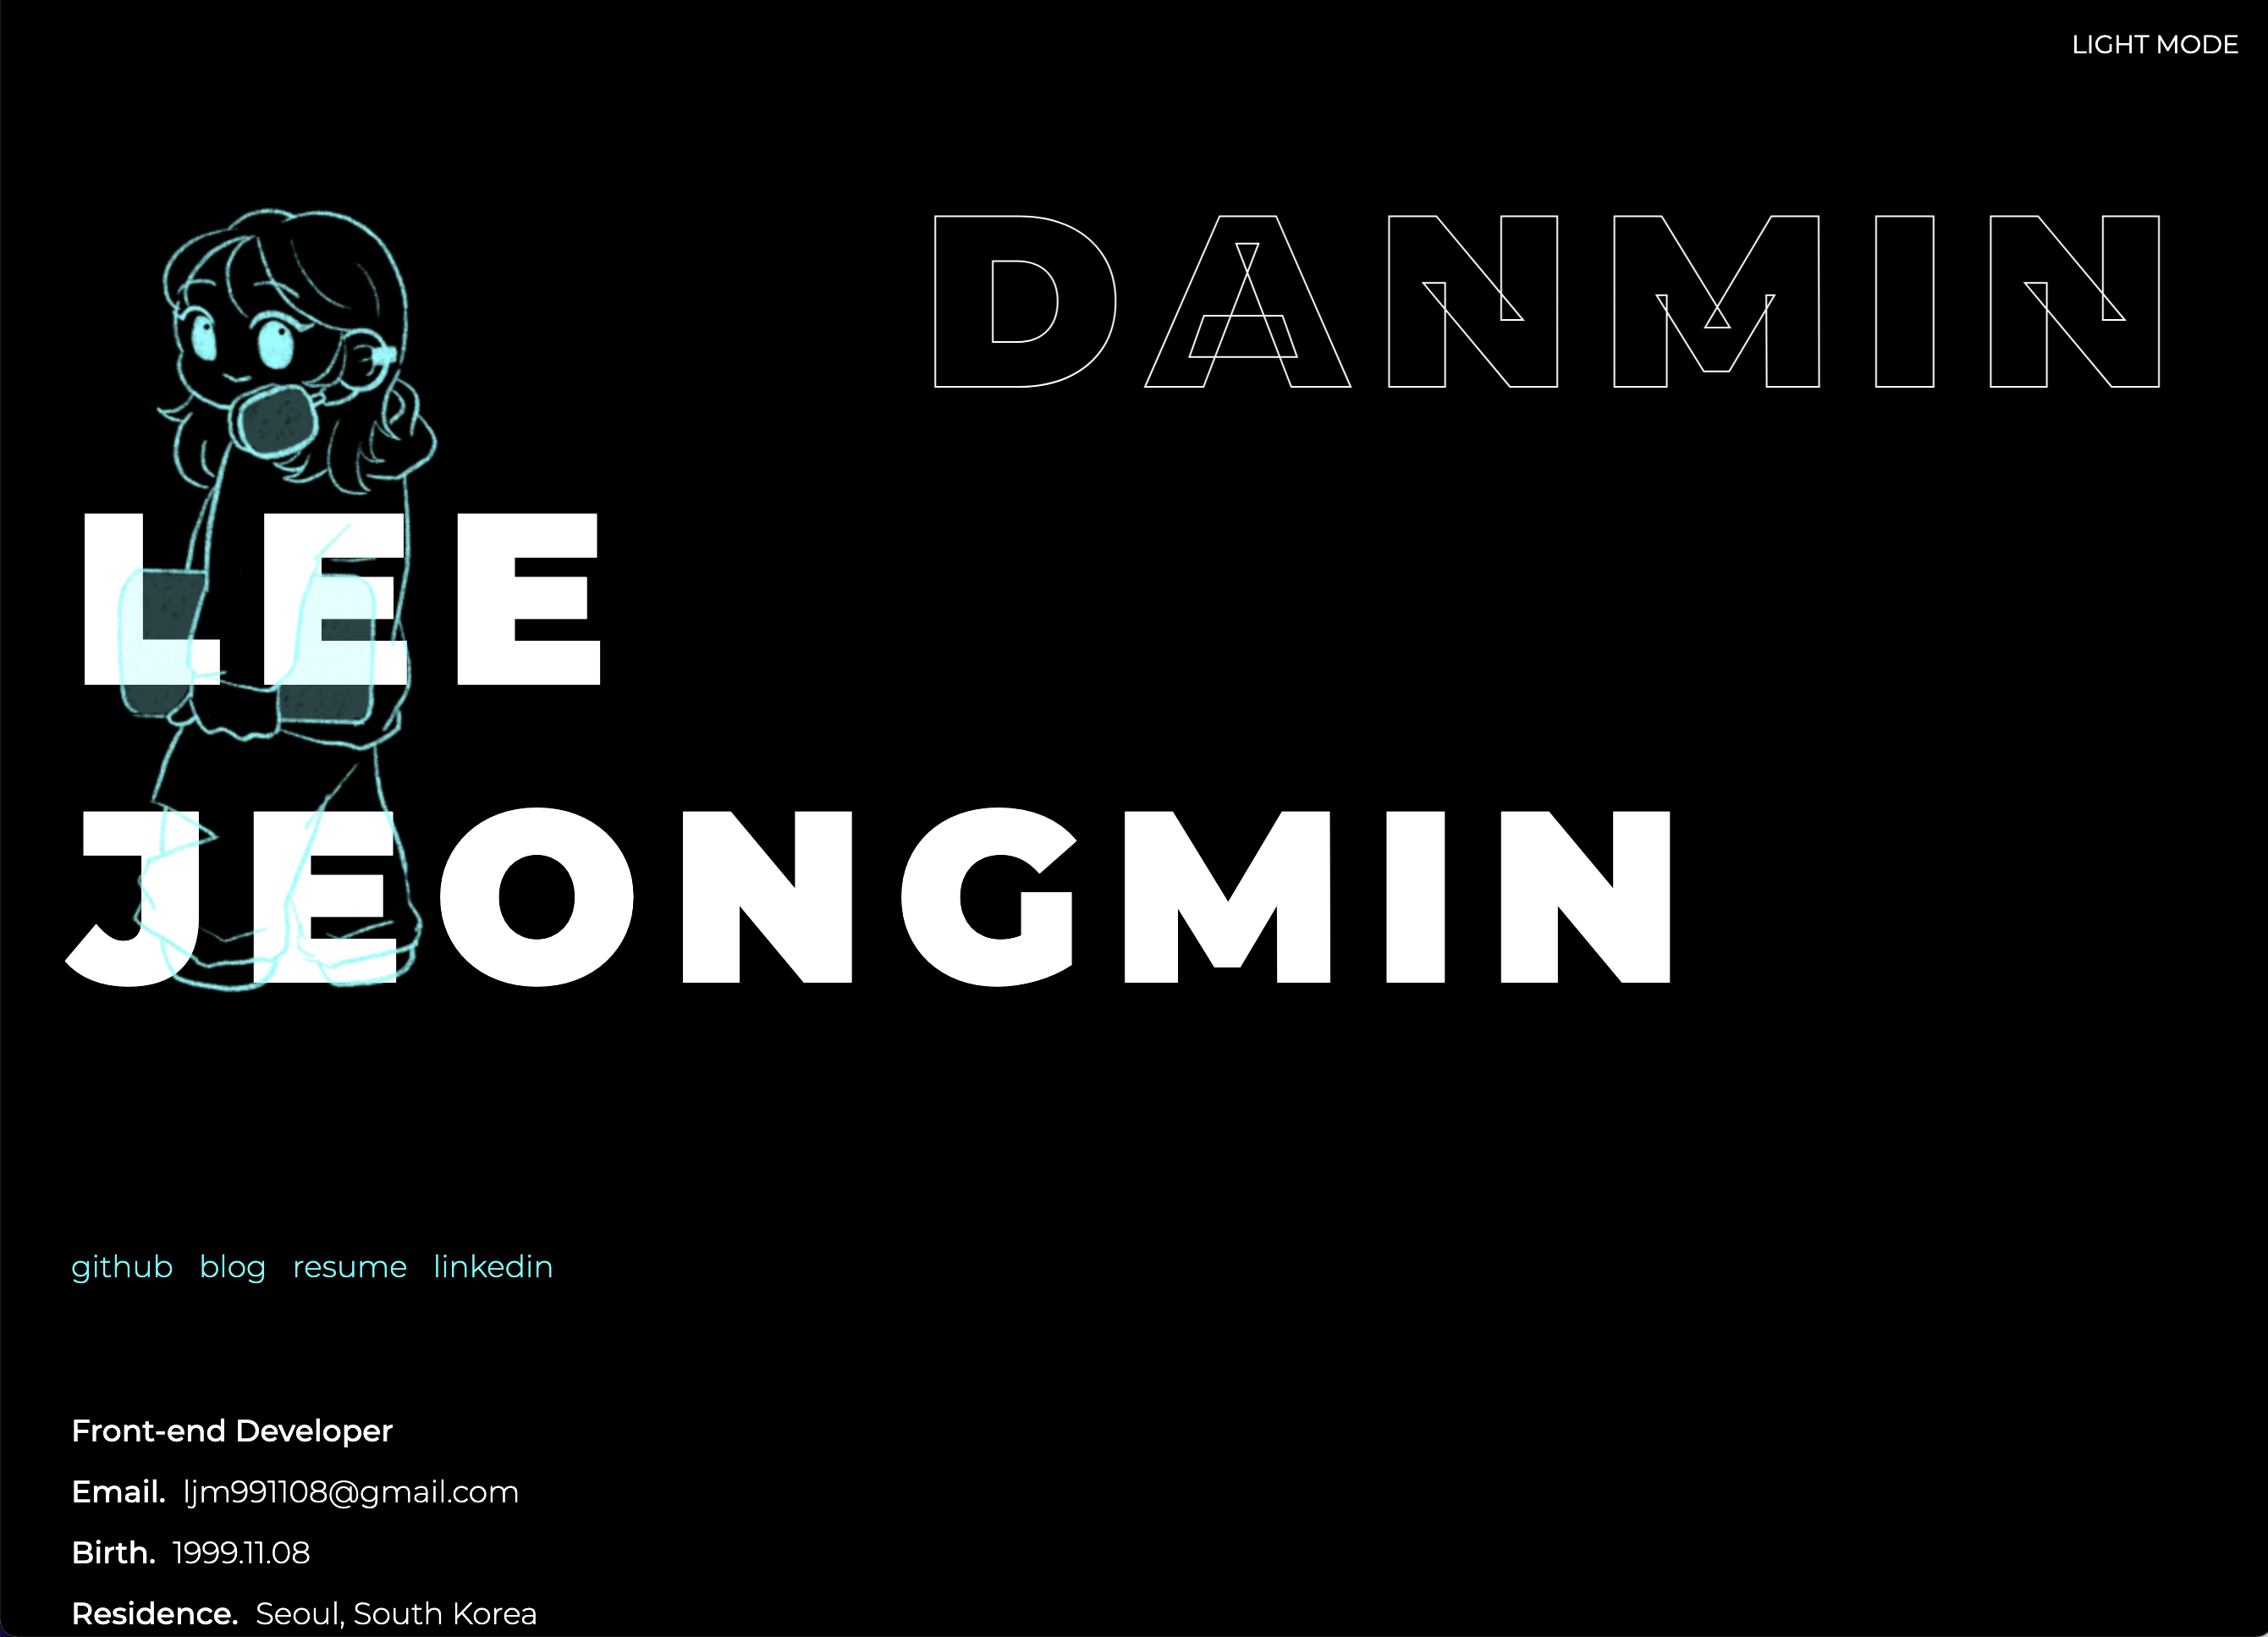 LIGHT MODE
DANMIN
LEE
JEONGMIN
github blog resume linkedin
Front-end Developer
Email. ljm991108@gmail.com
Birth. 1999.11.08
Residence. Seoul, South Korea